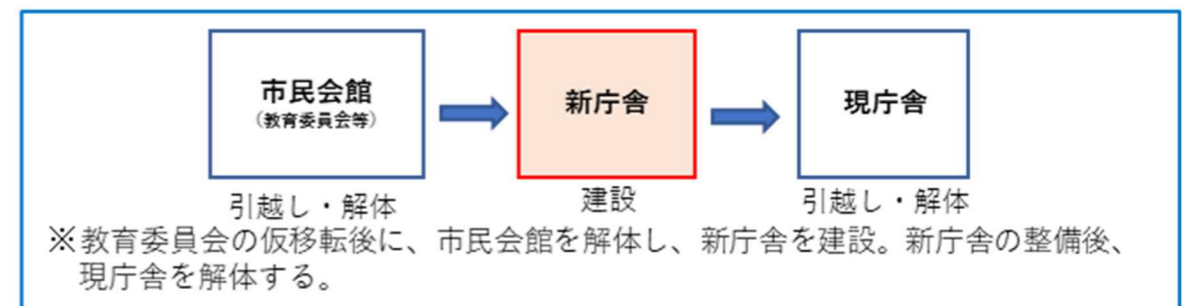 市民会館
（教育委員会等）
新庁舎
現庁舎
引越し・解体
建設
引越し・解体
※教育委員会の仮移転後に、市民会館を解体し、新庁舎を建設。新庁舎の整備後、
現庁舎を解体する。